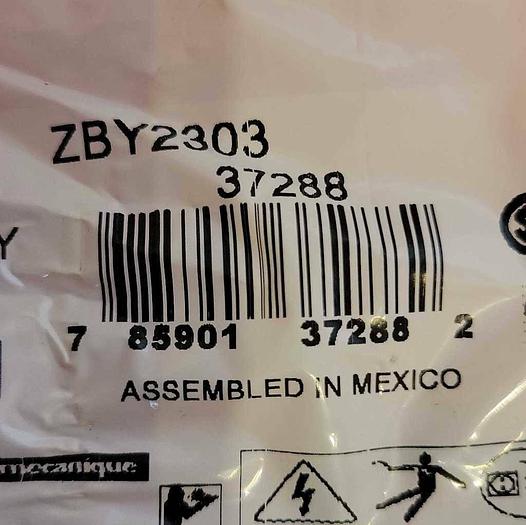 ZBY2303
37288
Y
7 85901 37288 2
ASSEMBLED IN MEXICO
mecanique